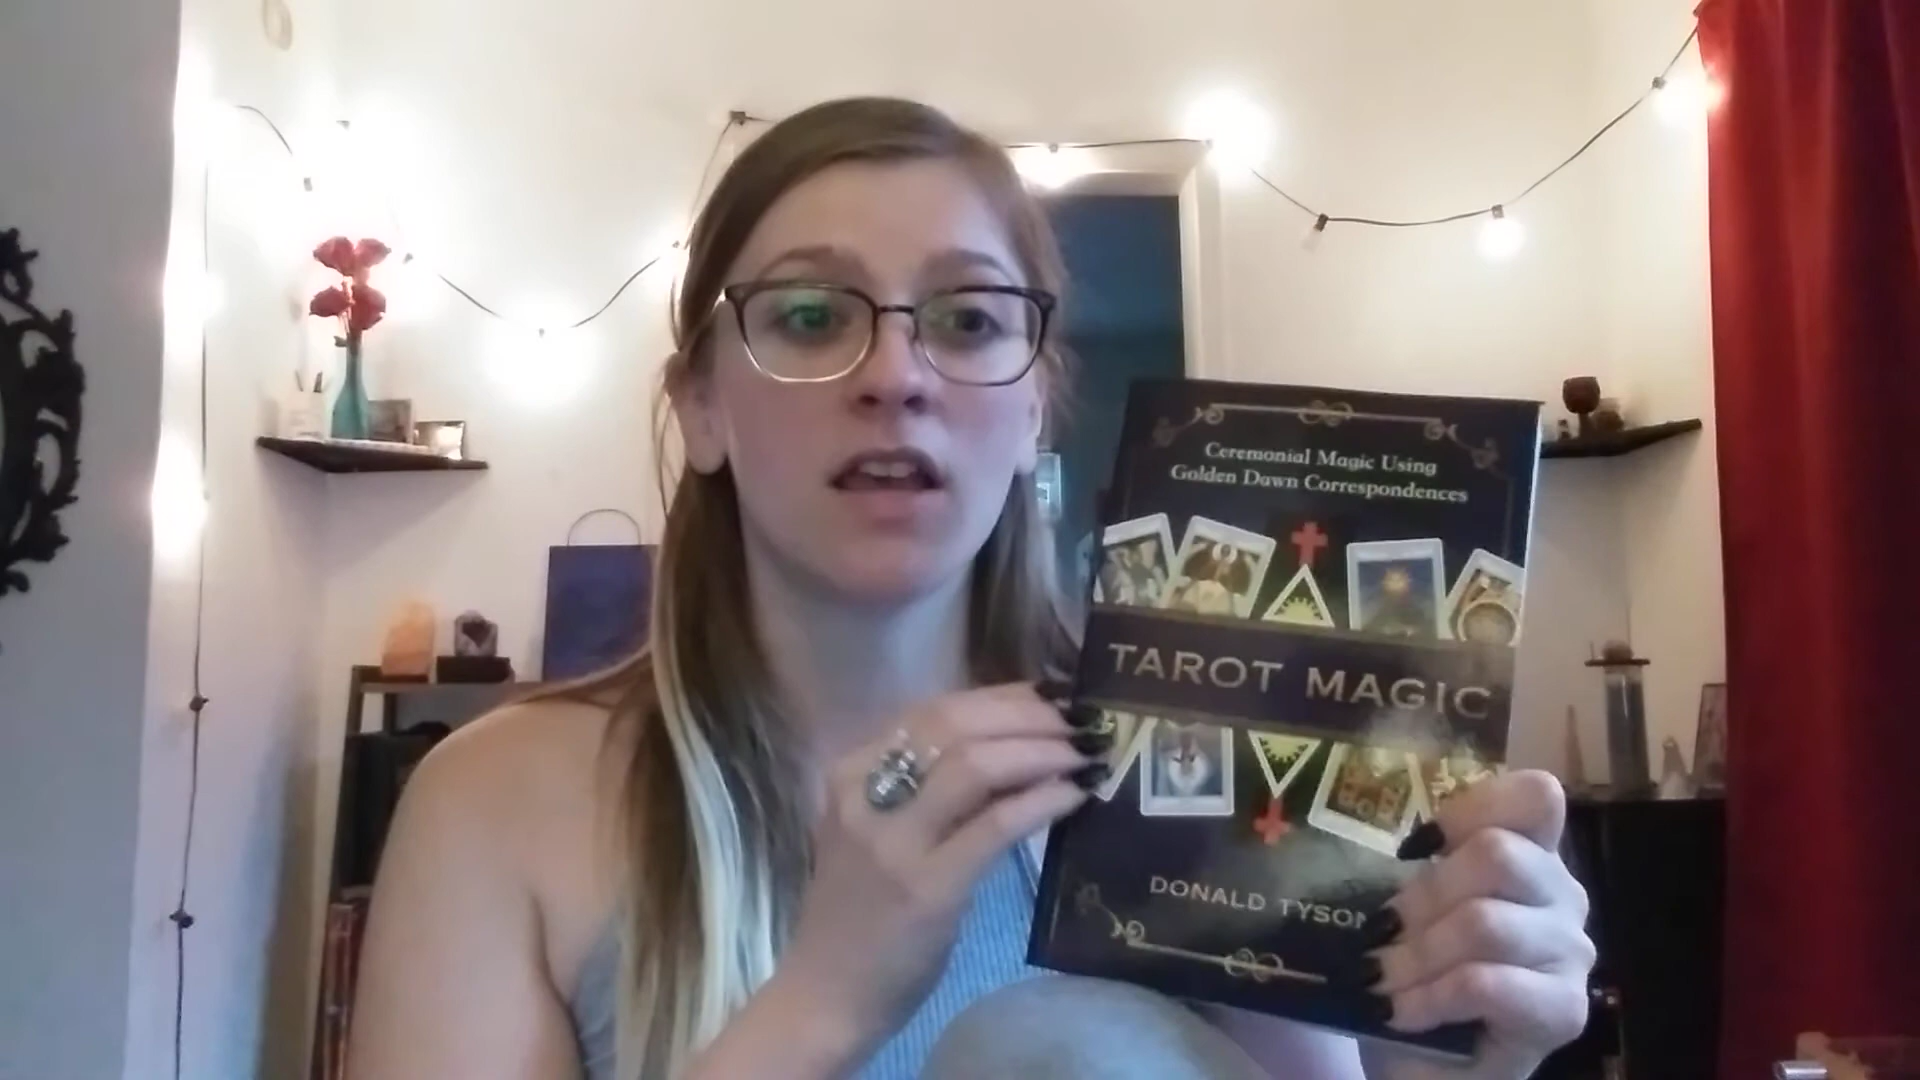 Ceremonial Magic Using
Golden Dawn Correspondences
TAROT MAGIC
DONALD TYSON